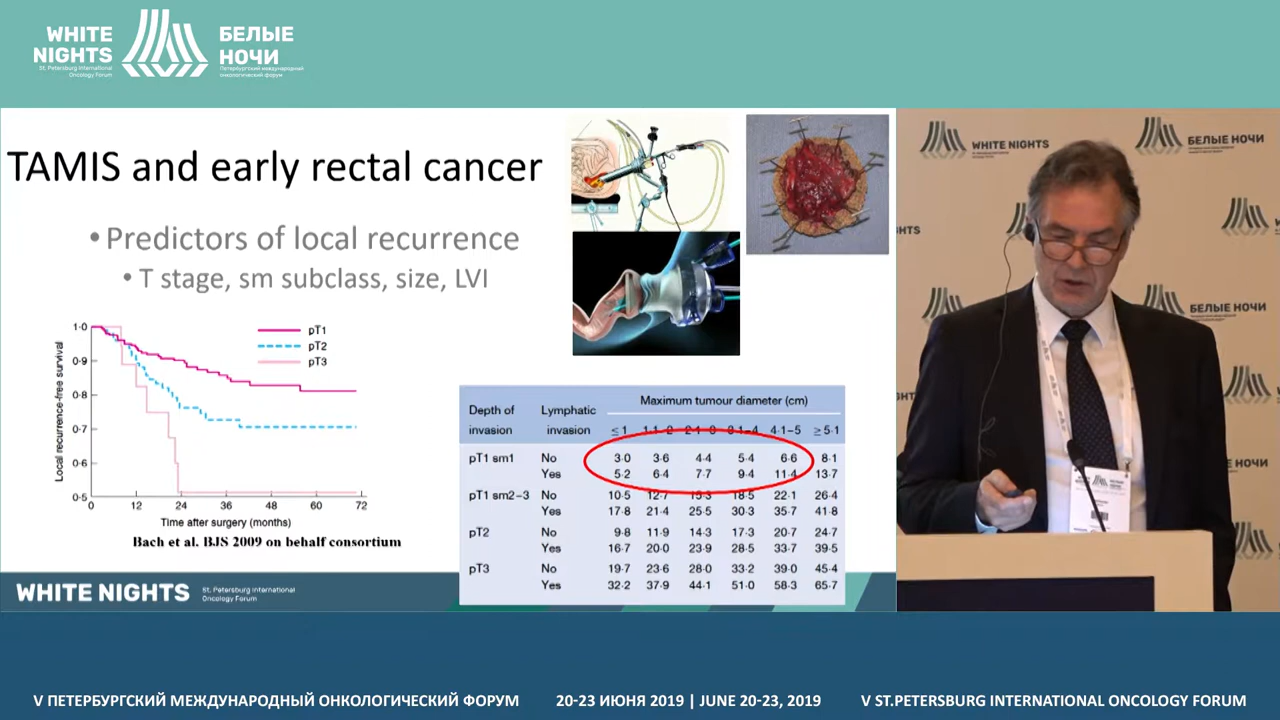 WHITE
NIGHTS
St. Petersburg International
Oncology Forum
БЕЛЫЕ
НОЧИ
Петербургский международный
онкологический форум
TAMIS and early rectal cancer
•Predictors of local recurrence
• T stage, sm subclass, size, LVI
Local recurrence-free survival
1·0
0·9
0·8
0·7
0·6
0·5
pT1
pT2
pT3
0 12 24 36 48 60 72
Time after surgery (months)
Bach et al. BJS 2009 on behalf consortium
Depth of invasion Lymphatic invasion Maximum tumour diameter (cm)
≤1 4·1–5 ≥5·1
pT1 sm1 No 3·0 3·6 4·4 5·4 6·6 8·1
Yes 5·2 6·4 7·7 9·4 11·4 13·7
pT1 sm2–3 No 10·5 12·7 15·3 18·5 22·1 26·4
Yes 17·8 21·4 25·5 30·3 35·7 41·8
pT2 No 9·8 11·9 14·3 17·3 20·7 24·7
Yes 16·7 20·0 23·9 28·5 33·7 39·5
pT3 No 19·7 23·6 28·0 33·2 39·0 45·4
Yes 32·2 37·9 44·1 51·0 58·3 65·7
WHITE NIGHTS
St. Petersburg International
Oncology Forum
WHITE NIGHTS
БЕЛЫЕ НОЧИ
БЕЛЫЕ НОЧИ
V ПЕТЕРБУРГСКИЙ МЕЖДУНАРОДНЫЙ ОНКОЛОГИЧЕСКИЙ ФОРУМ
20-23 ИЮНЯ 2019 | JUNE 20-23, 2019
V ST.PETERSBURG INTERNATIONAL ONCOLOGY FORUM